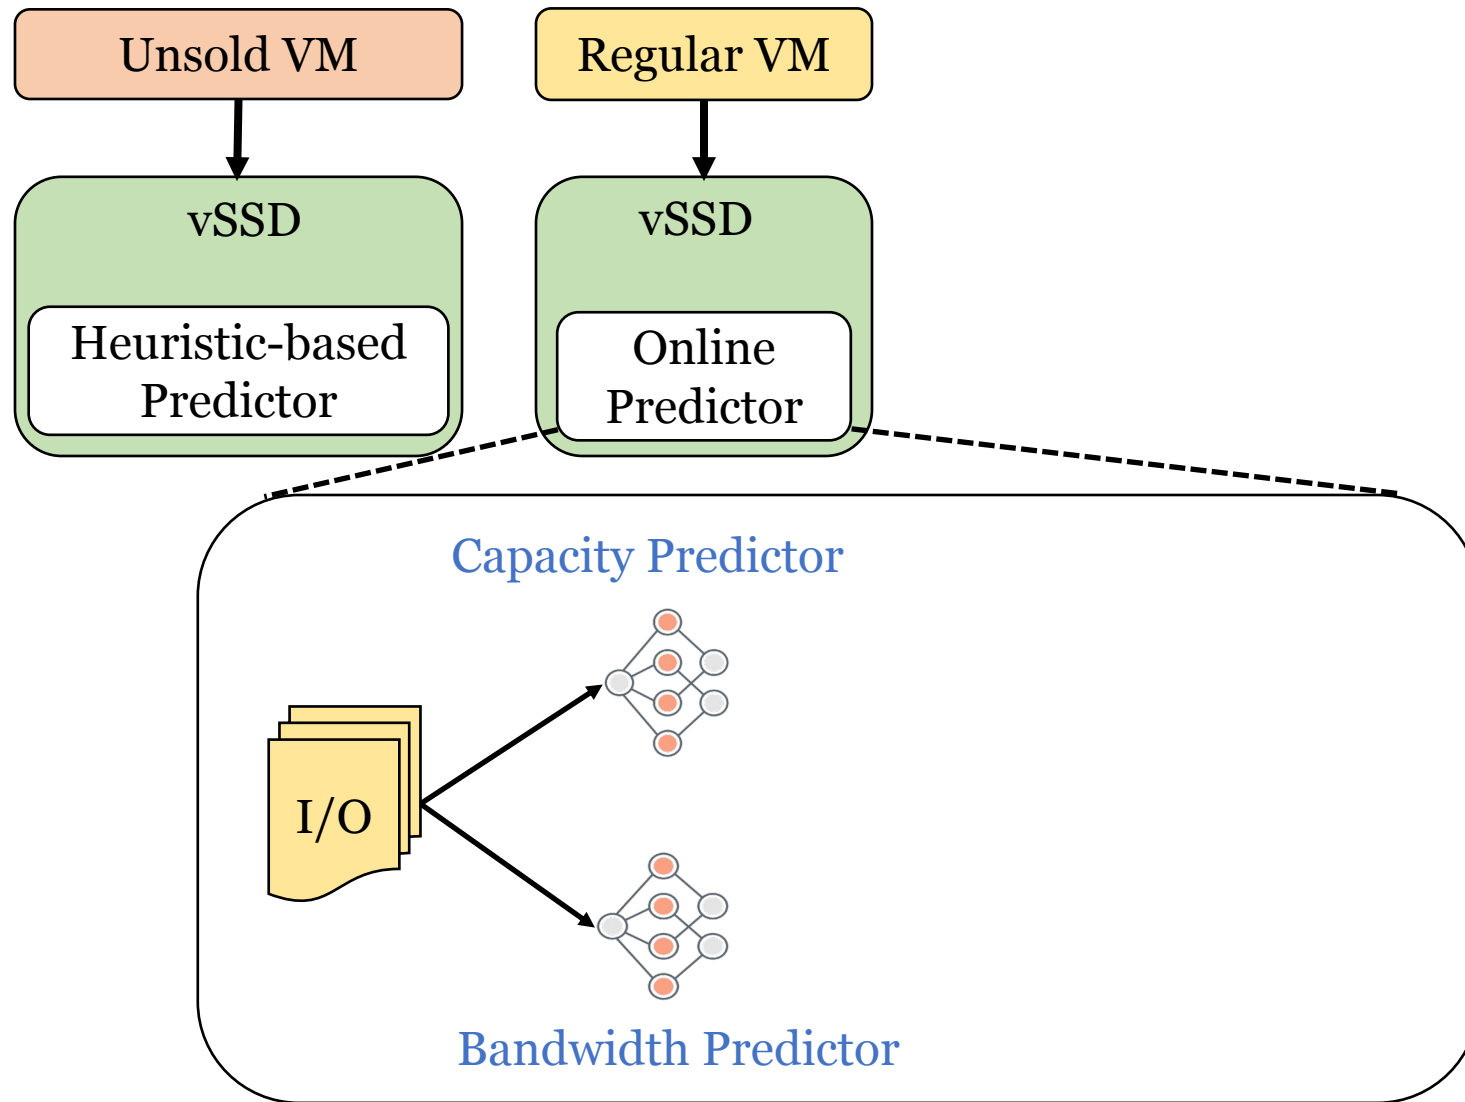 Unsold VM
Regular VM
vSSD
vSSD
Heuristic-based
Predictor
Online
Predictor
Capacity Predictor
I/O
Bandwidth Predictor